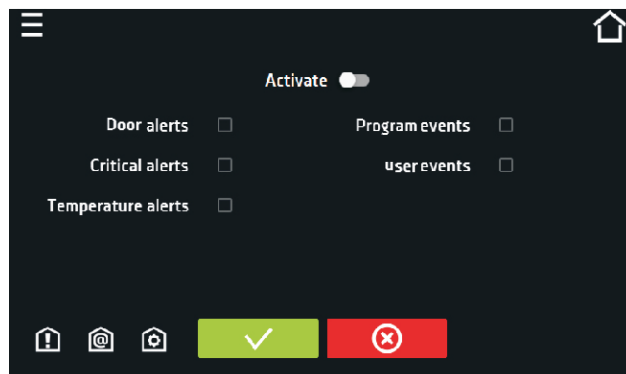 Activate
Door alerts
Program events
Critical alerts
user events
Temperature alerts